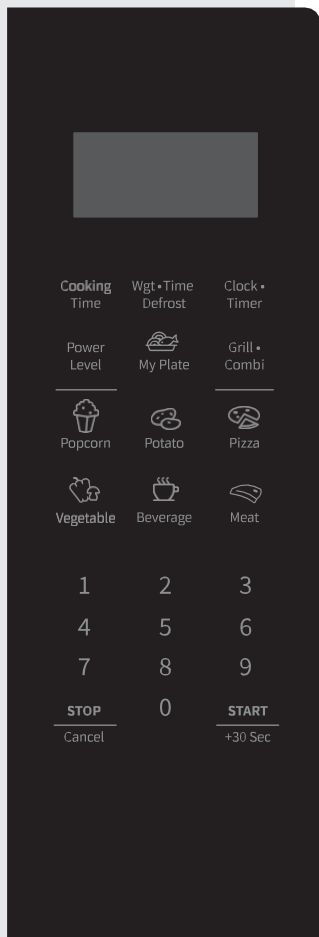 Cooking Time
Wgt•Time Defrost
Clock• Timer
Power Level
My Plate
Grill• Combi
Popcorn
Potato
Pizza
Vegetable
Beverage
Meat
1 2 3
4 5 6
7 8 9
STOP 0 START
Cancel +30 Sec